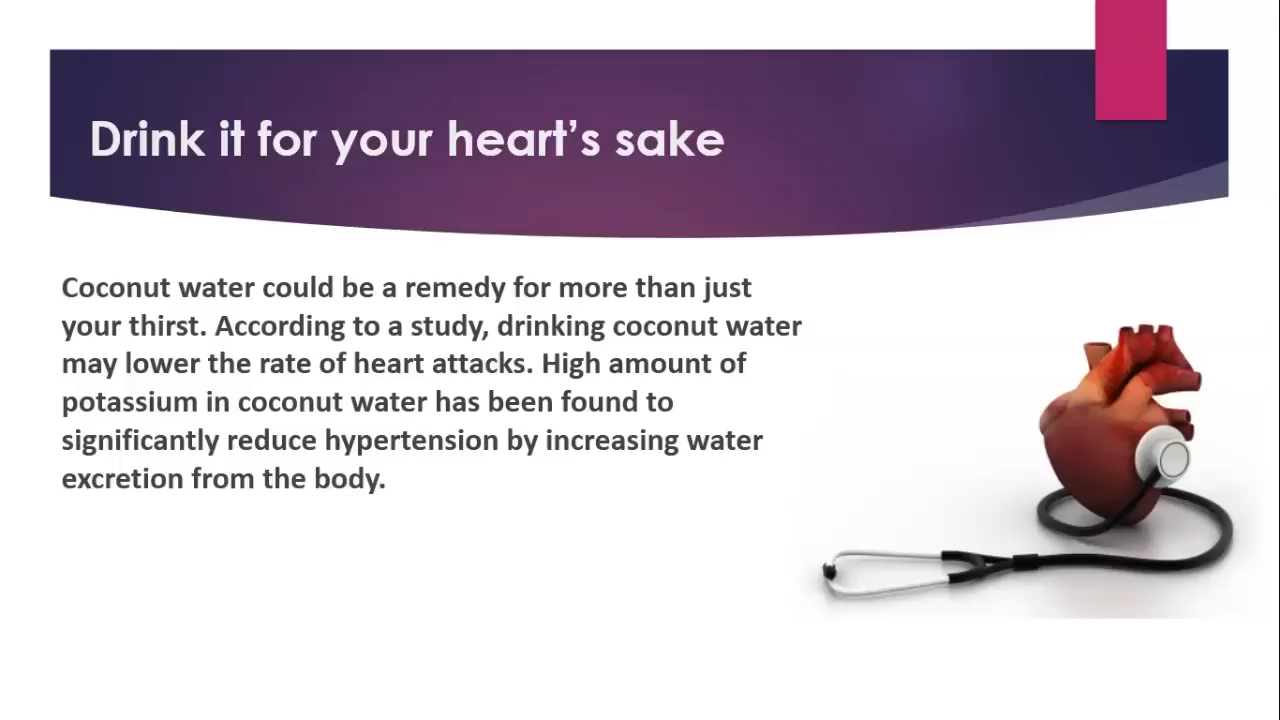 Drink it for your heart’s sake
Coconut water could be a remedy for more than just
your thirst. According to a study, drinking coconut water
may lower the rate of heart attacks. High amount of
potassium in coconut water has been found to
significantly reduce hypertension by increasing water
excretion from the body.